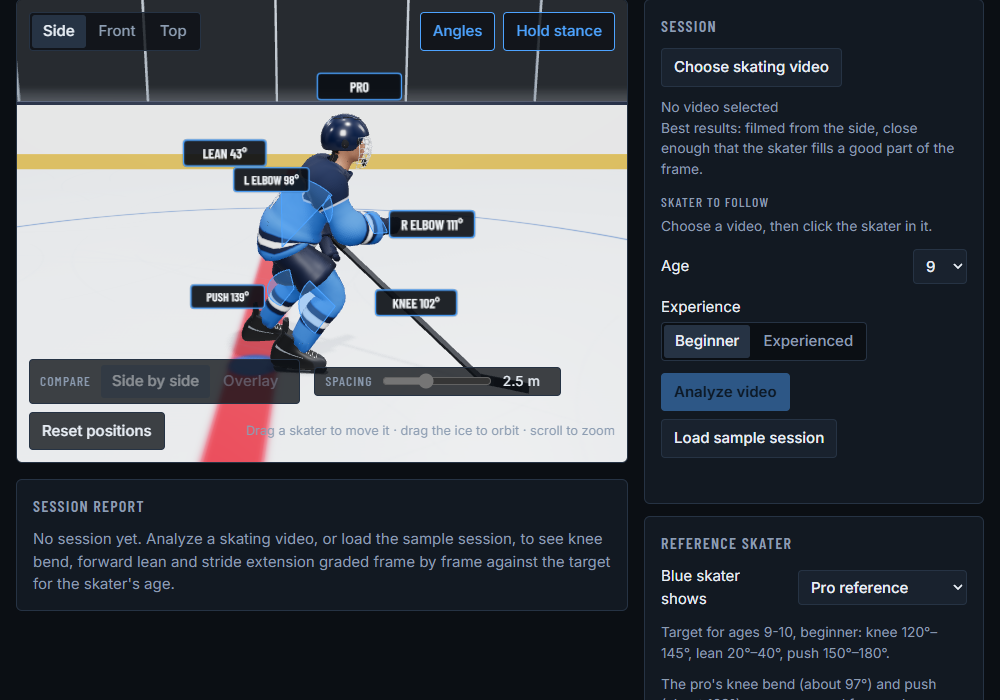 Side Front Top
Angles Hold stance
PRO
LEAN 43°
L ELBOW 98°
R ELBOW 111°
PUSH 139°
KNEE 102°
COMPARE Side by side Overlay
SPACING 2.5 m
Reset positions
Drag a skater to move it · drag the ice to orbit · scroll to zoom
SESSION REPORT
No session yet. Analyze a skating video, or load the sample session, to see knee
bend, forward lean and stride extension graded frame by frame against the target
for the skater's age.
SESSION
Choose skating video
No video selected
Best results: filmed from the side, close
enough that the skater fills a good part of the
frame.
SKATER TO FOLLOW
Choose a video, then click the skater in it.
Age 9
Experience
Beginner Experienced
Analyze video
Load sample session
REFERENCE SKATER
Blue skater
shows
Pro reference
Target for ages 9-10, beginner: knee 120°–
145°, lean 20°–40°, push 150°–180°.
The pro's knee bend (about 97°) and push